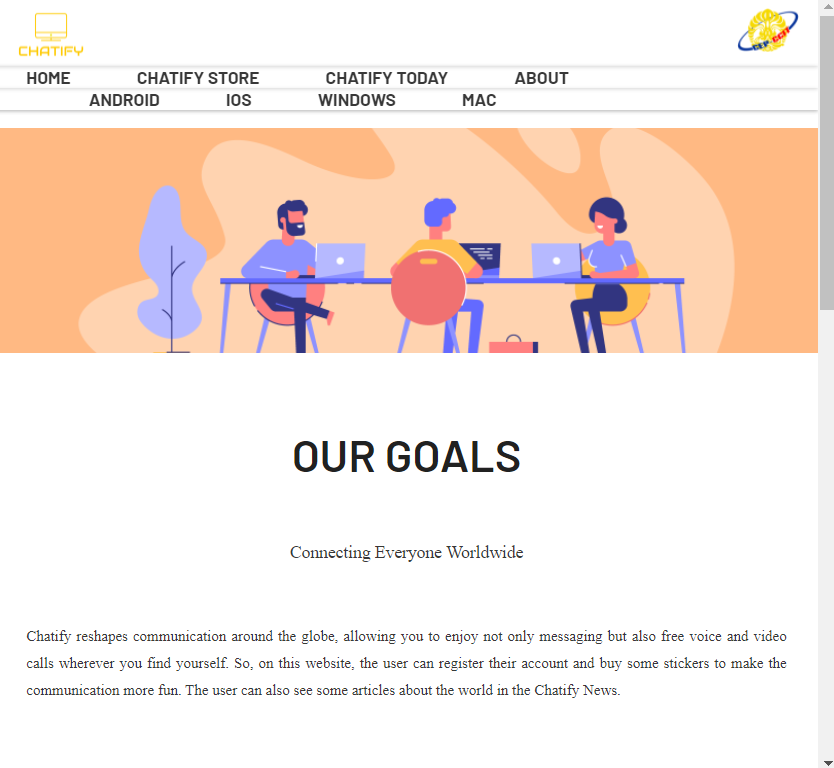 CHATIFY
CEP-CCIT
HOME CHATIFY STORE CHATIFY TODAY ABOUT
ANDROID IOS WINDOWS MAC
OUR GOALS
Connecting Everyone Worldwide
Chatify reshapes communication around the globe, allowing you to enjoy not only messaging but also free voice and video
calls wherever you find yourself. So, on this website, the user can register their account and buy some stickers to make the
communication more fun. The user can also see some articles about the world in the Chatify News.